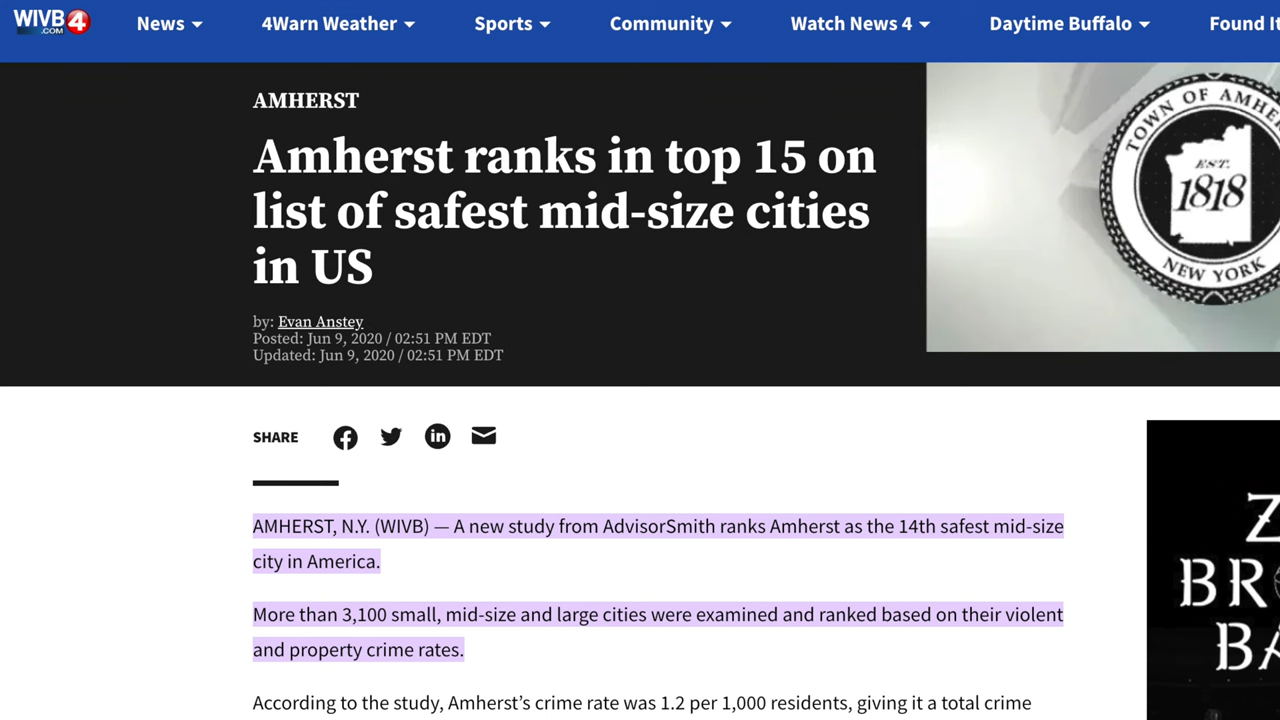 WIVB 4
.COM
News
4Warn Weather
Sports
Community
Watch News 4
Daytime Buffalo
Found
AMHERST
Amherst ranks in top 15 on
list of safest mid-size cities
in US
by: Evan Anstey
Posted: Jun 9, 2020 / 02:51 PM EDT
Updated: Jun 9, 2020 / 02:51 PM EDT
TOWN OF
EST.
1818
NEW YORK
SHARE
in
AMHERST, N.Y. (WIVB) — A new study from AdvisorSmith ranks Amherst as the 14th safest mid-size
city in America.
More than 3,100 small, mid-size and large cities were examined and ranked based on their violent
and property crime rates.
According to the study, Amherst’s crime rate was 1.2 per 1,000 residents, giving it a total crime